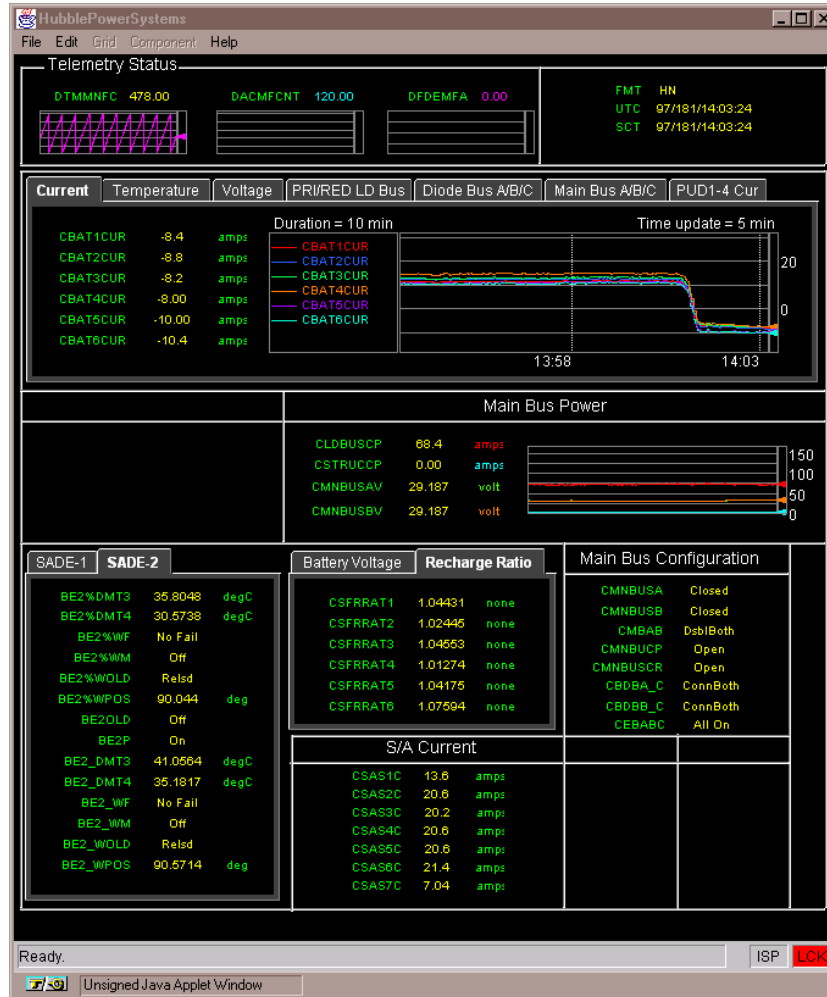 HubblePowerSystems
File Edit Grid Component Help
Telemetry Status
DTMMNFC 478.00 DACMFCNT 120.00 DFDEMFA 0.00
FMT HN
UTC 97/181/14:03:24
SCT 97/181/14:03:24
Current Temperature Voltage PRI/RED LD Bus Diode Bus A/B/C Main Bus A/B/C PUD1-4 Cur
Duration = 10 min Time update = 5 min
CBAT1CUR -8.4 amps
CBAT2CUR -8.8 amps
CBAT3CUR -8.2 amps
CBAT4CUR -8.00 amps
CBAT5CUR -10.00 amps
CBAT6CUR -10.4 amps
CBAT1CUR
CBAT2CUR
CBAT3CUR
CBAT4CUR
CBAT5CUR
CBAT6CUR
20
0
13:58 14:03
Main Bus Power
CLDBUSCP 68.4 amps
CSTRUCCP 0.00 amps
CMNBUSAV 29.187 volt
CMNBUSBV 29.187 volt
150
100
50
0
SADE-1 SADE-2
BE2%DMT3 35.8048 degC
BE2%DMT4 30.5738 degC
BE2%WF No Fail
BE2%WM Off
BE2%WOLD Relsd
BE2%WPOS 90.044 deg
BE2OLD Off
BE2P On
BE2_DMT3 41.0564 degC
BE2_DMT4 35.1817 degC
BE2_WF No Fail
BE2_WM Off
BE2_WOLD Relsd
BE2_WPOS 90.5714 deg
Battery Voltage Recharge Ratio
CSFRRAT1 1.04431 none
CSFRRAT2 1.02445 none
CSFRRAT3 1.04553 none
CSFRRAT4 1.01274 none
CSFRRAT5 1.04175 none
CSFRRAT6 1.07594 none
Main Bus Configuration
CMNBUSA Closed
CMNBUSB Closed
CMBAB DsblBoth
CMNBUCP Open
CMNBUSCR Open
CBDBA_C ConnBoth
CBDBB_C ConnBoth
CEBABC All On
S/A Current
CSAS1C 13.6 amps
CSAS2C 20.6 amps
CSAS3C 20.2 amps
CSAS4C 20.6 amps
CSAS5C 20.6 amps
CSAS6C 21.4 amps
CSAS7C 7.04 amps
Ready. ISP LCK
Unsigned Java Applet Window